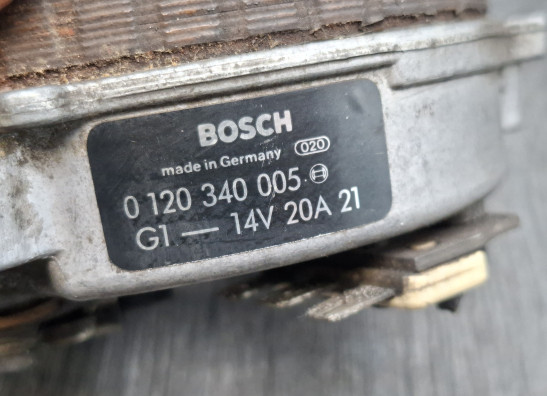 BOSCH
made in Germany 020
0 120 340 005
G1 — 14V 20A 21